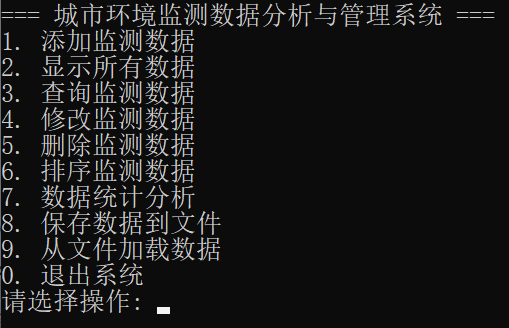 === 城市环境监测数据分析与管理系统 ===
1. 添加监测数据
2. 显示所有数据
3. 查询监测数据
4. 修改监测数据
5. 删除监测数据
6. 排序监测数据
7. 数据统计分析
8. 保存数据到文件
9. 从文件加载数据
0. 退出系统
请选择操作: